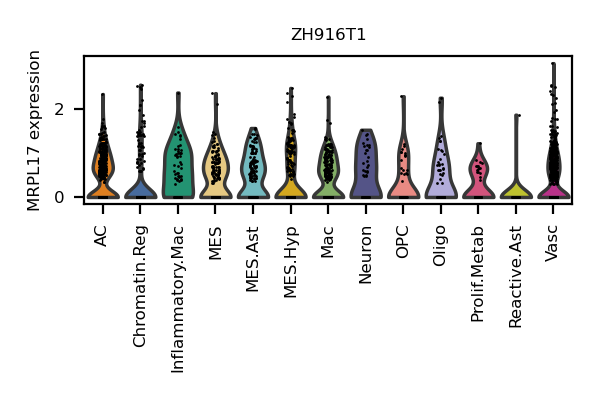 ZH916T1
MRPL17 expression
2
0
AC
Chromatin.Reg
Inflammatory.Mac
MES
MES.Ast
MES.Hyp
Mac
Neuron
OPC
Oligo
Prolif.Metab
Reactive.Ast
Vasc